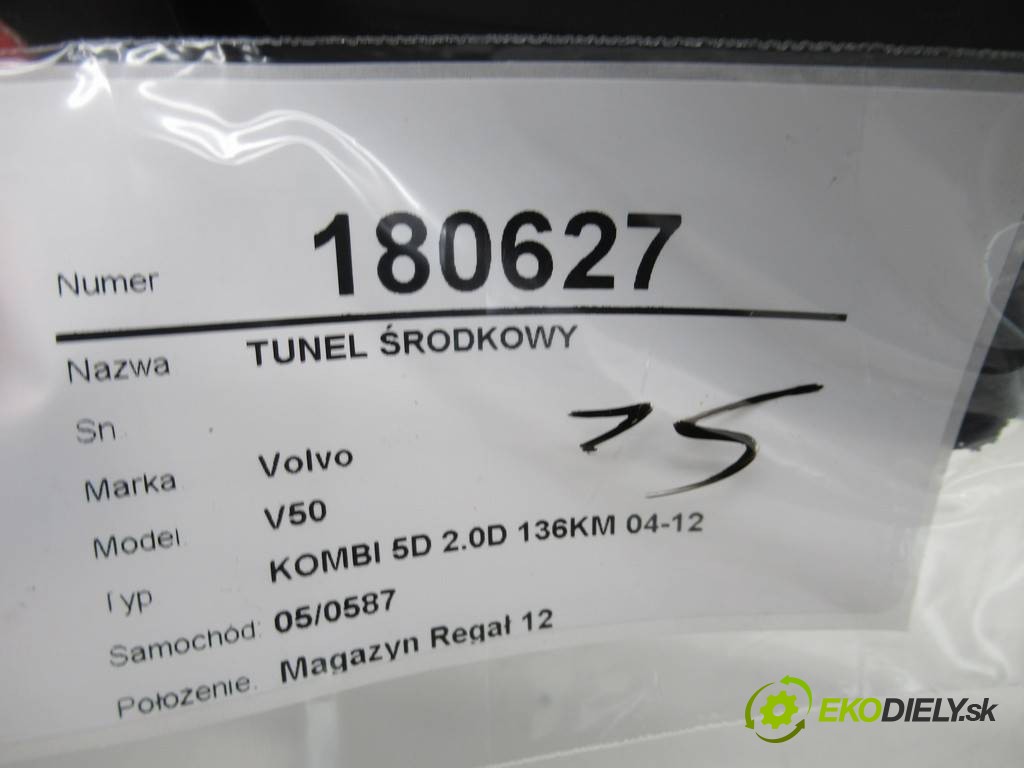 Numer 180627
Nazwa TUNEL ŚRODKOWY
Sn
Marka Volvo
Model V50
Typ KOMBI 5D 2.0D 136KM 04-12
Samochód: 05/0587
Położenie. Magazyn Regał 12
EKODIELY.sk